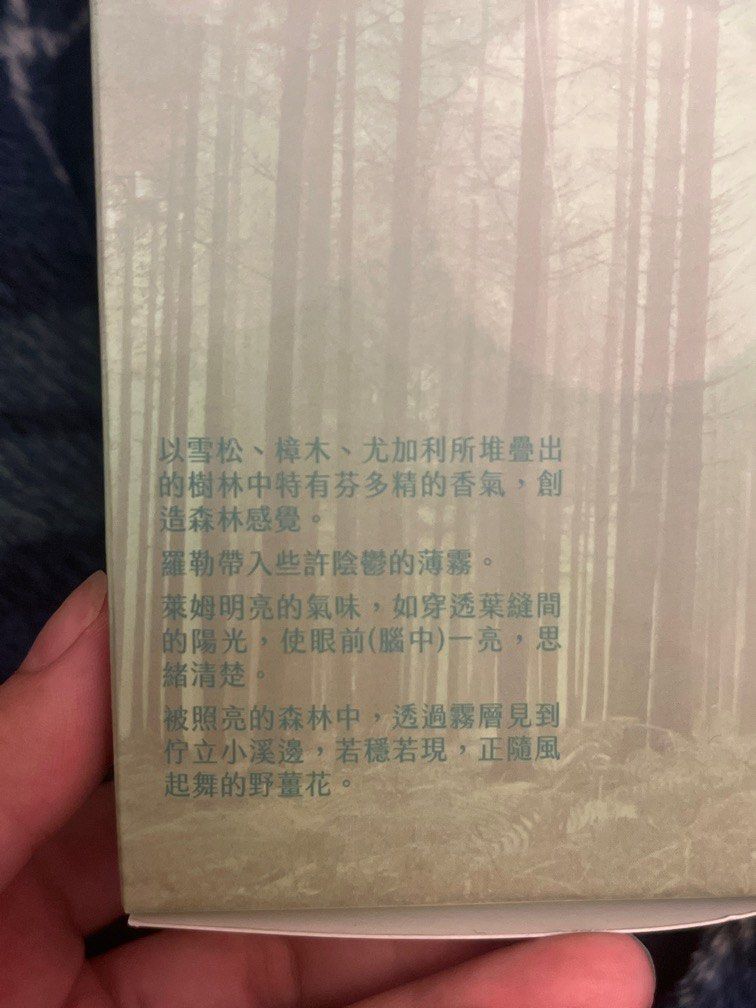 以雪松、樟木、尤加利所堆疊出
的樹林中特有芬多精的香氣，創
造森林感覺。
羅勒帶入些許陰鬱的薄霧。
萊姆明亮的氣味，如穿透葉縫間
的陽光，使眼前(腦中)一亮，思
緒清楚。
被照亮的森林中，透過霧層見到
佇立小溪邊，若穩若現，正隨風
起舞的野薑花。